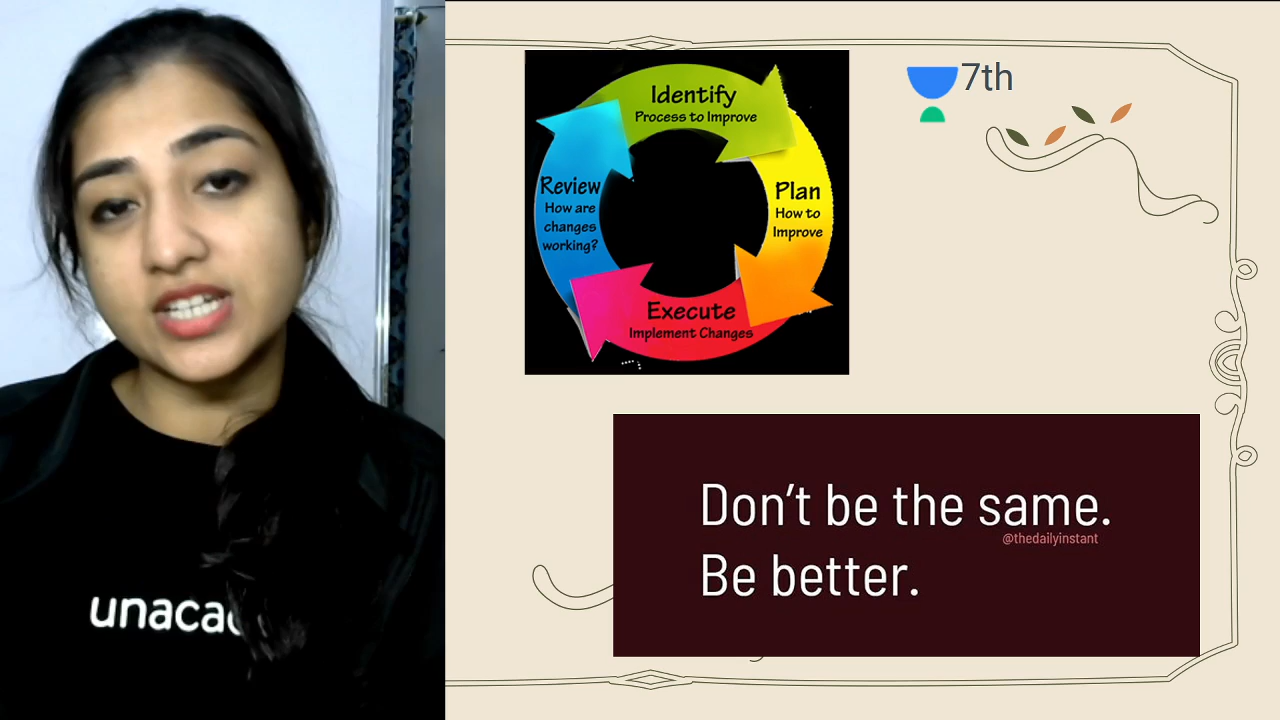 unaca
7th
Identify
Process to Improve
Plan
How to
Improve
Execute
Implement Changes
Review
How are
changes
working?
Don't be the same.
@thedailyinstant
Be better.